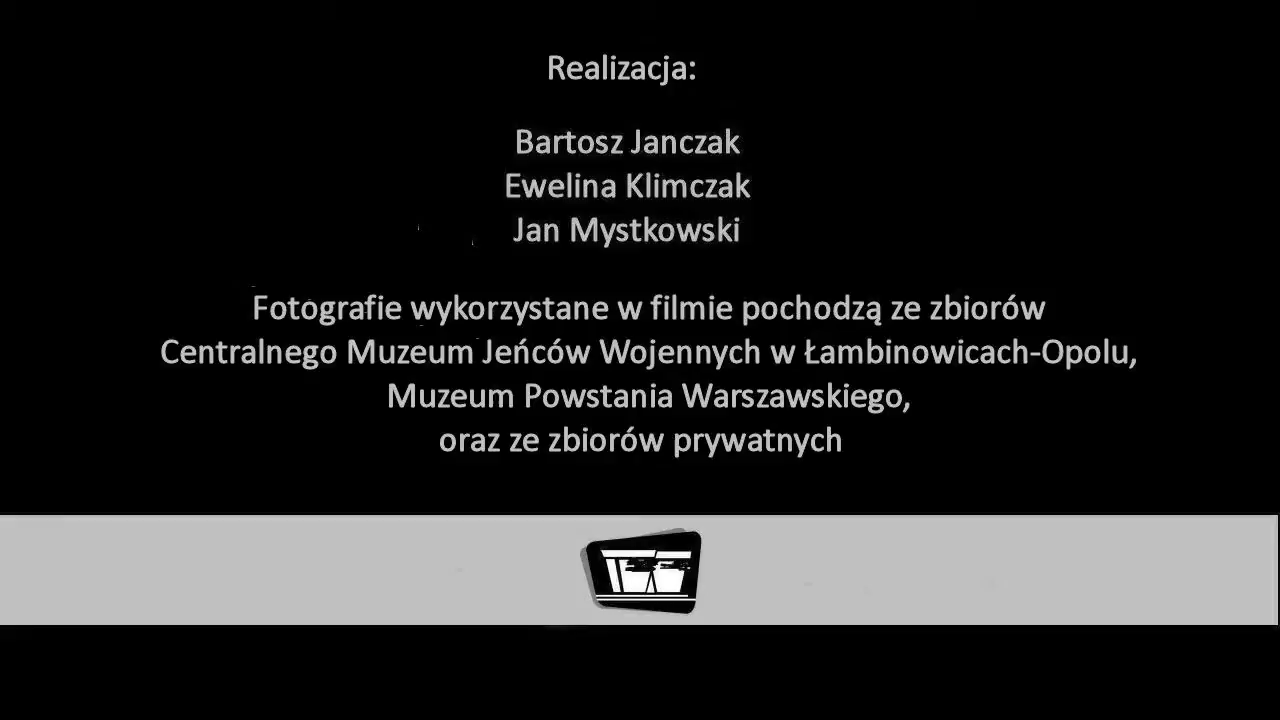 Realizacja:
Bartosz Janczak
Ewelina Klimczak
Jan Mystkowski
Fotografie wykorzystane w filmie pochodzą ze zbiorów
Centralnego Muzeum Jeńców Wojennych w Łambinowicach-Opolu,
Muzeum Powstania Warszawskiego,
oraz ze zbiorów prywatnych